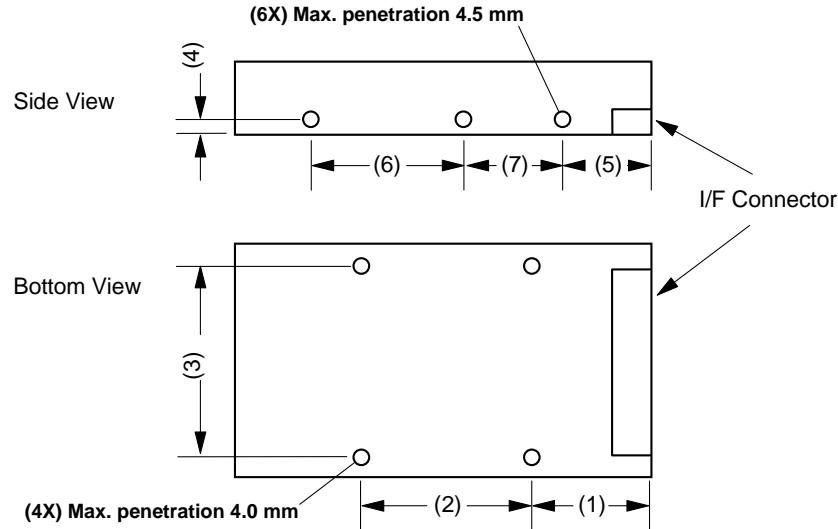 (6X) Max. penetration 4.5 mm
(4)
Side View
(6)
(7)
(5)
I/F Connector
Bottom View
(3)
(4X) Max. penetration 4.0 mm
(2)
(1)